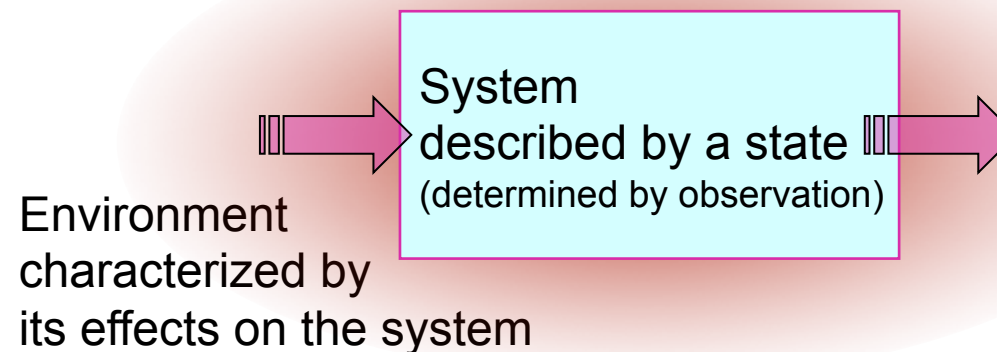 System
described by a state
(determined by observation)
Environment
characterized by
its effects on the system